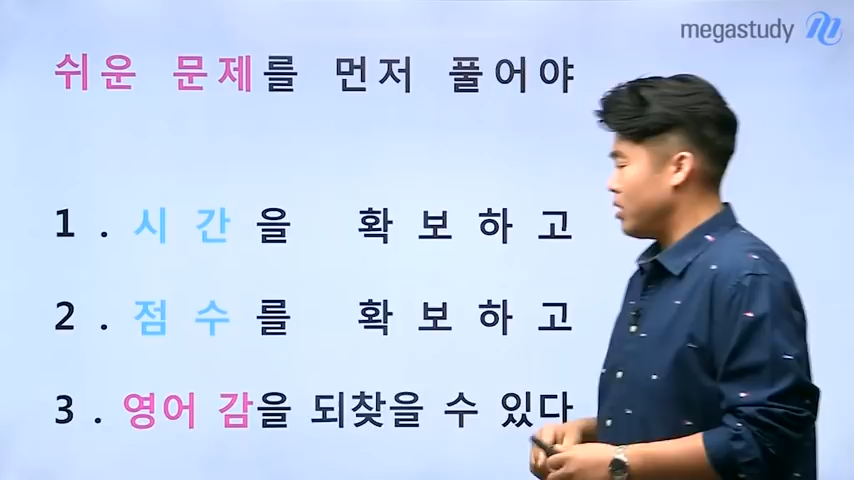 megastudy
쉬운 문제를 먼저 풀어야
1. 시간을 확보하고
2. 점수를 확보하고
3. 영어 감을 되찾을 수 있다